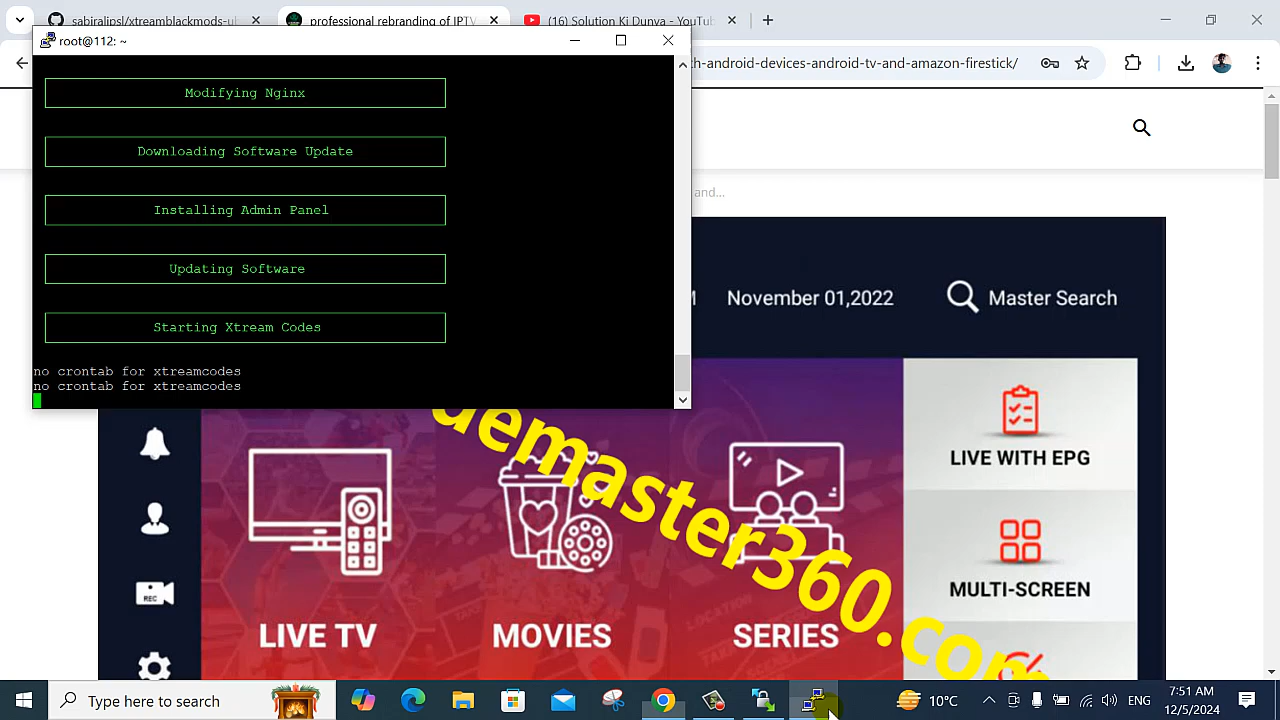 sabiralips/xtreamblackmods-u
professional rebranding of IPTV
(16) Solution Ki Dunya - YouTu
root@112: ~
th-android-devices-android-tv-and-amazon-firestick/
Modifying Nginx
Downloading Software Update
Installing Admin Panel
Updating Software
Starting Xtream Codes
no crontab for xtreamcodes
no crontab for xtreamcodes
and...
M
November 01,2022
Master Search
LIVE WITH EPG
MULTI-SCREEN
demaster360.com
REC
LIVE TV
MOVIES
SERIES
Type here to search
10°C
ENG
7:51 AM
12/5/2024